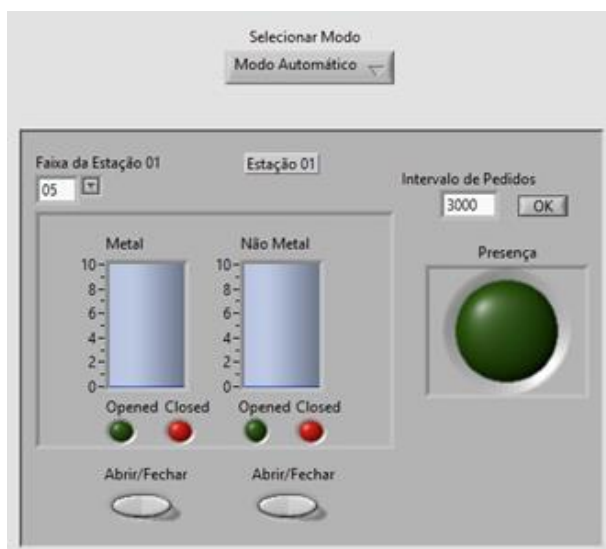 Selecionar Modo
Modo Automático
Faixa da Estação 01
05
Estação 01
Intervalo de Pedidos
3000
OK
Metal
10
8
6
4
2
0
Opened Closed
Abrir/Fechar
Não Metal
10
8
6
4
2
0
Opened Closed
Abrir/Fechar
Presença